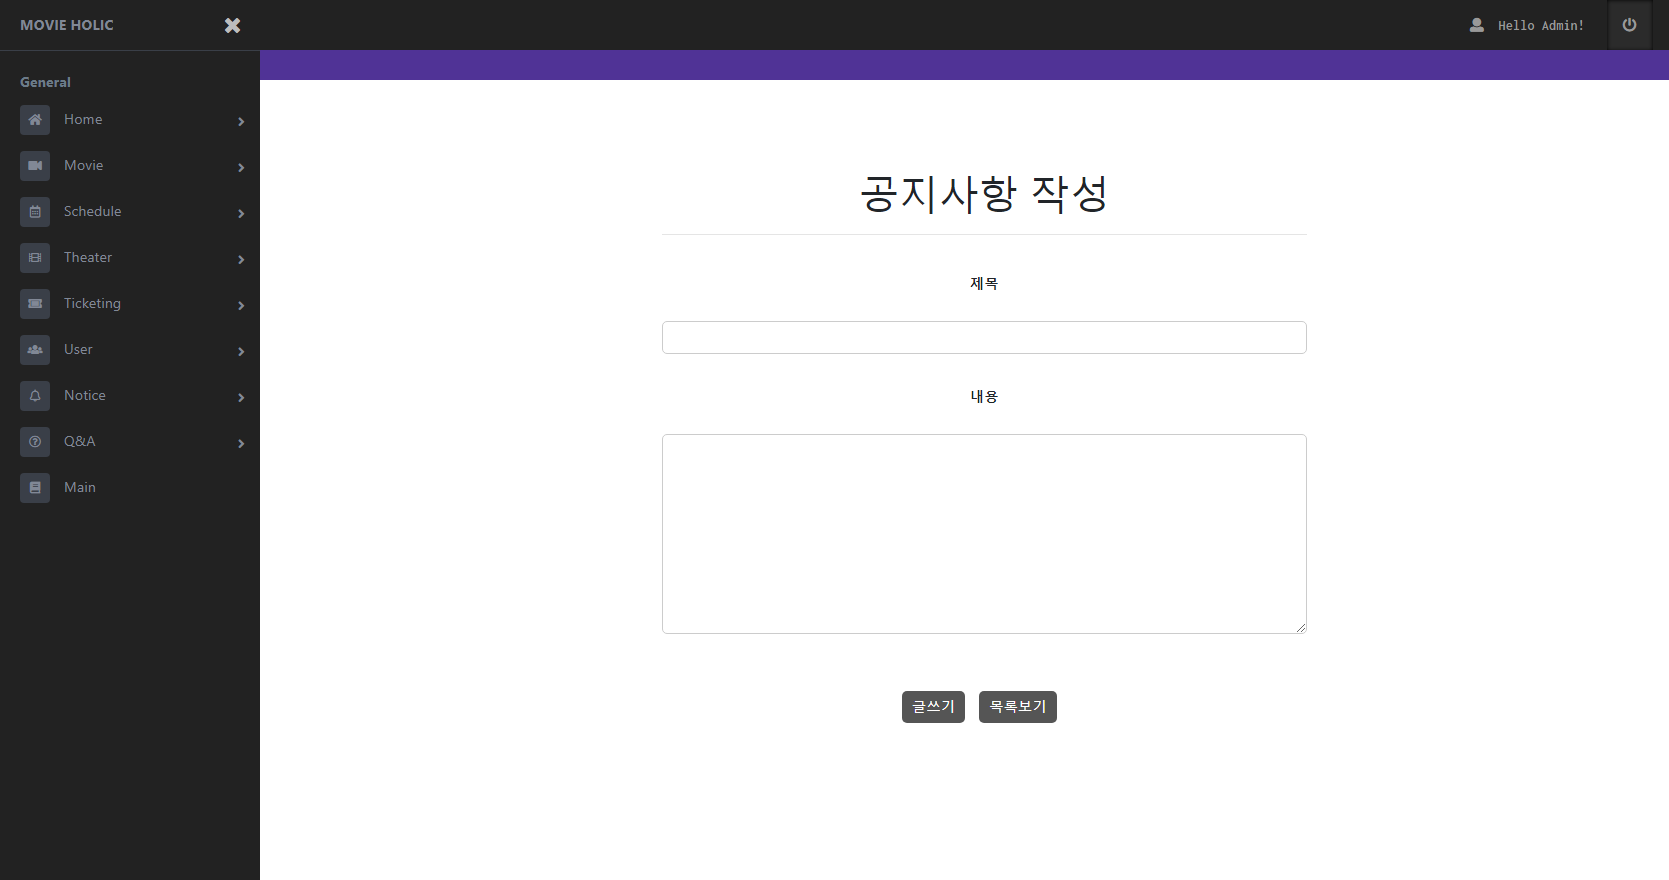 MOVIE HOLIC
Hello Admin!
General
Home
Movie
Schedule
Theater
Ticketing
User
Notice
Q&A
Main
공지사항 작성
제목
내용
글쓰기
목록보기